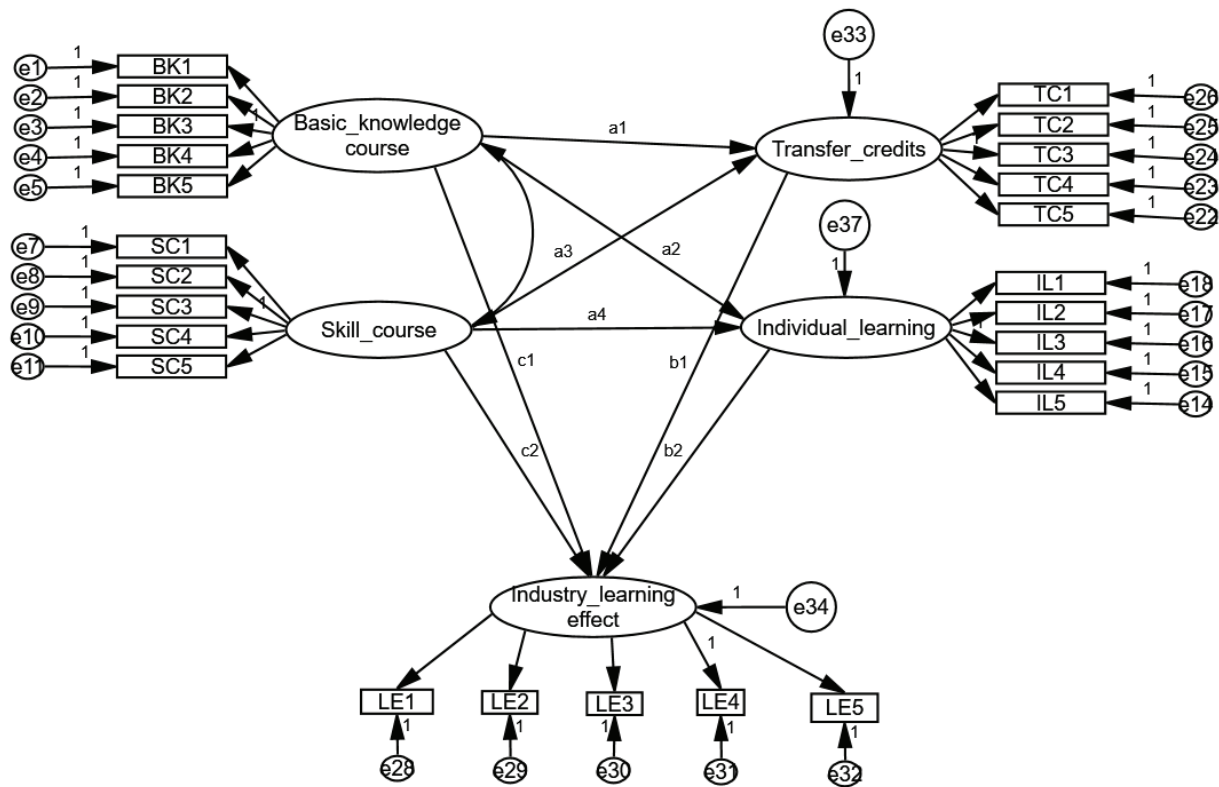 e33
1
e1
1
BK1
e2
1
BK2
e3
1
BK3
1
e4
1
BK4
e5
1
BK5
Basic_knowledge
course
a1
Transfer_credits
TC1
1
e26
TC2
1
e25
TC3
1
1
e24
TC4
1
e23
TC5
1
e22
e37
1
a3
a2
e7
1
SC1
e8
1
SC2
e9
1
SC3
1
e10
1
SC4
e11
1
SC5
Skill_course
a4
Individual_learning
IL1
1
e18
IL2
1
e17
IL3
1
1
e16
IL4
1
e15
IL5
1
e14
c1
b1
c2
b2
Industry_learning
effect
1
e34
1
LE1
LE2
LE3
LE4
LE5
1
1
1
1
1
e28
e29
e30
e31
e32